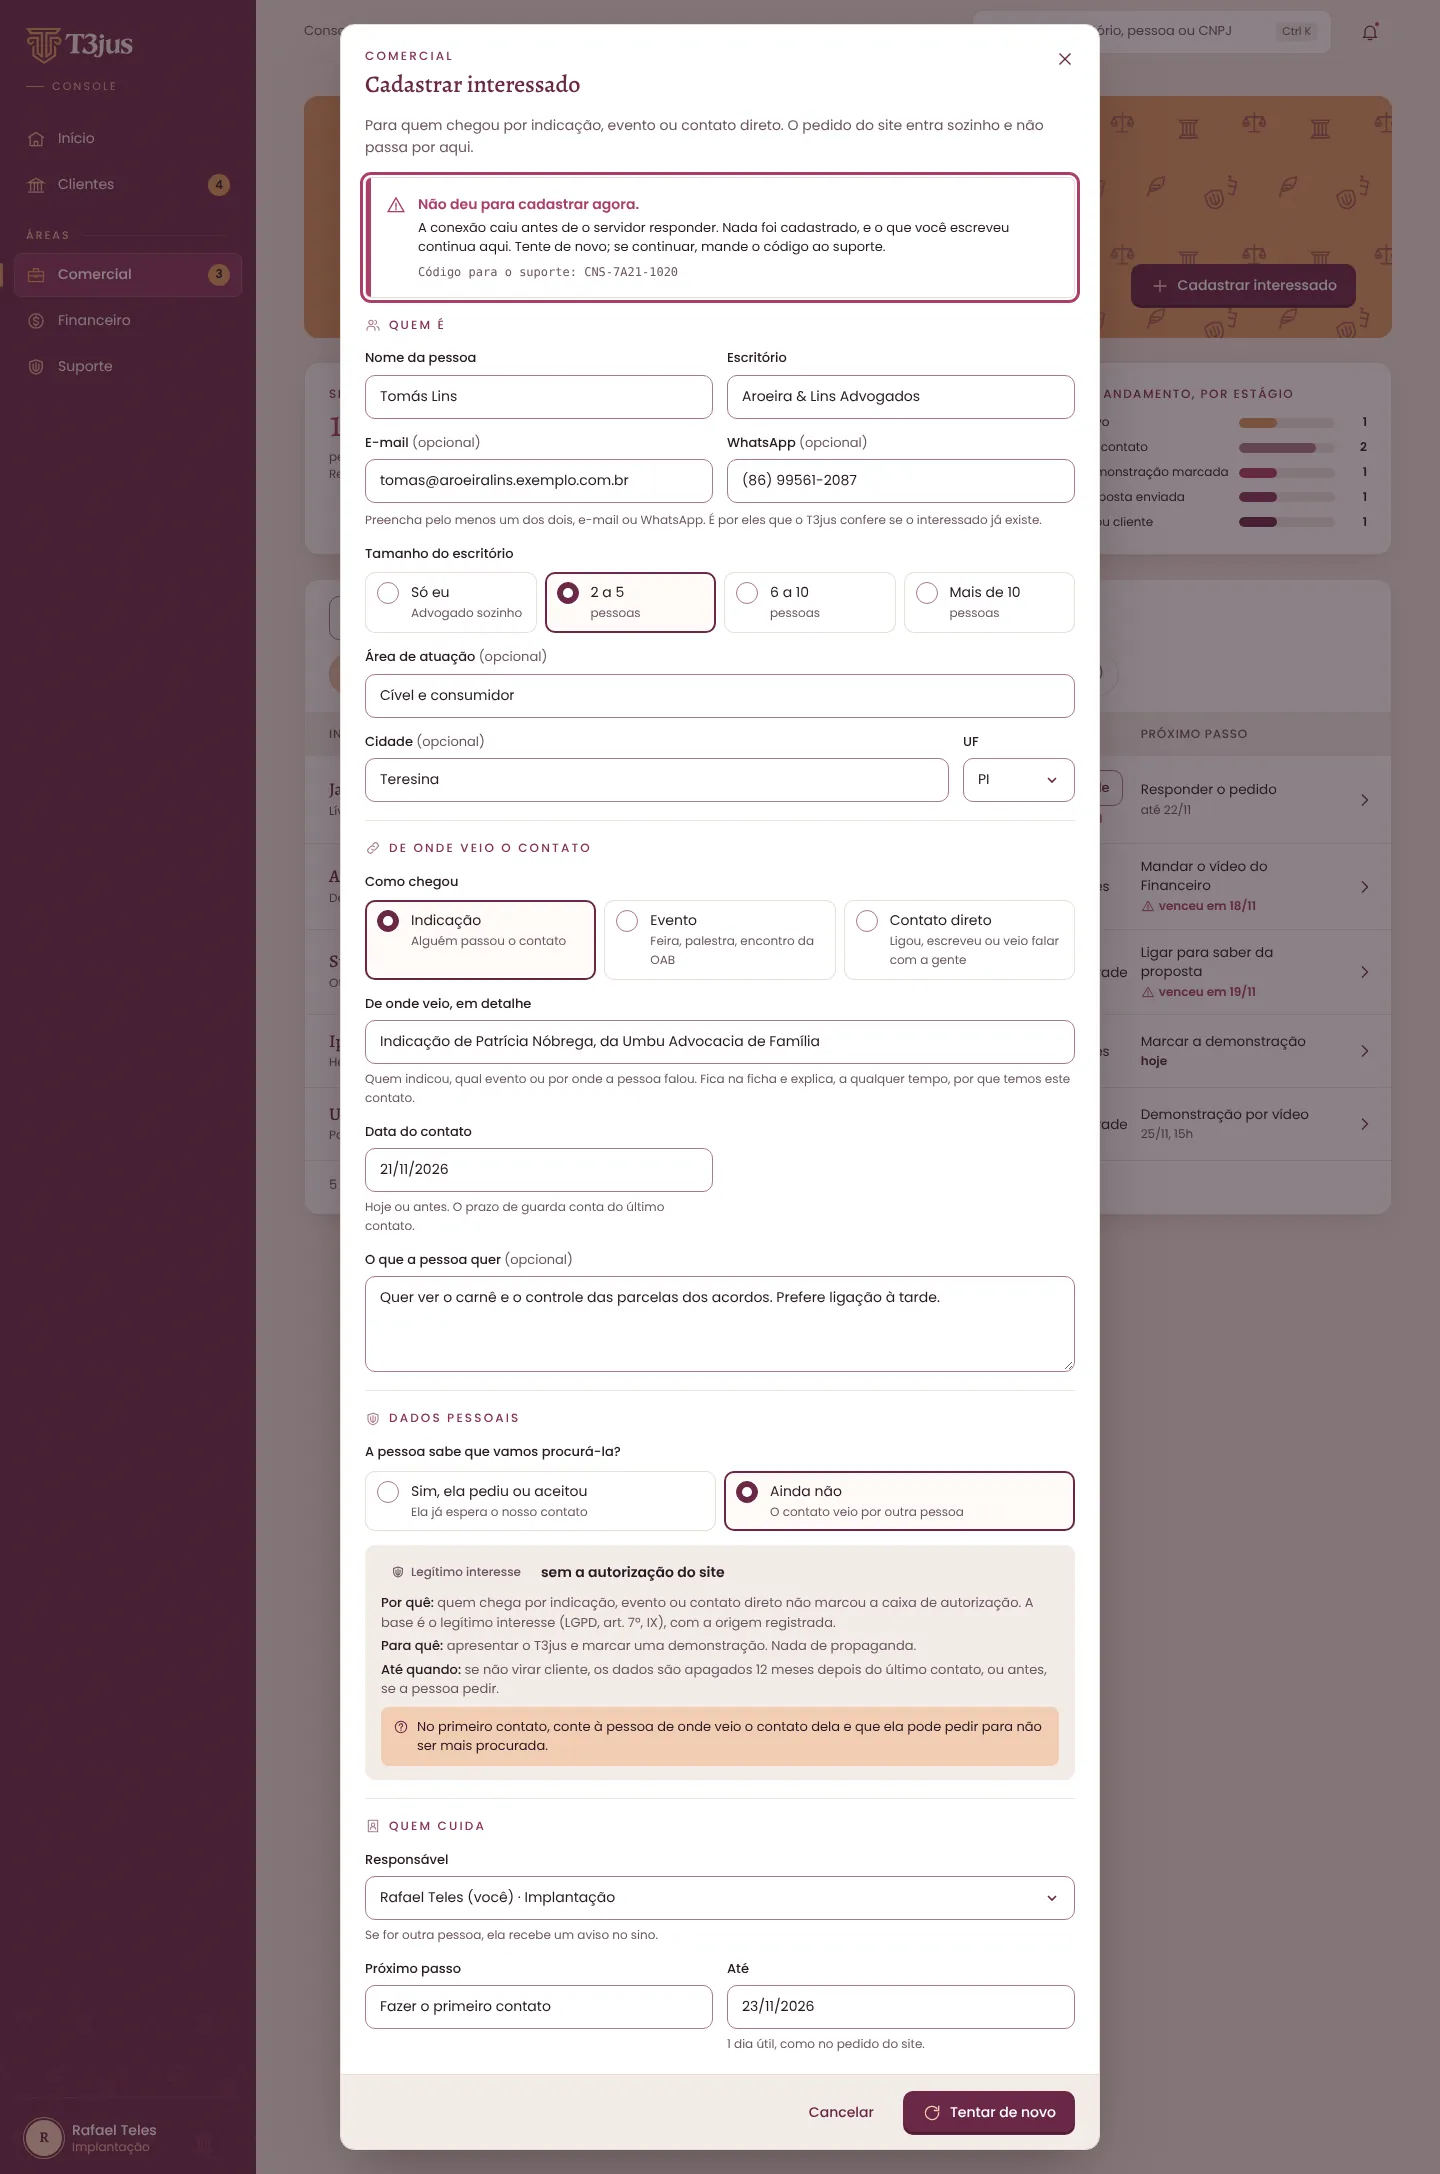 T3jus
CONSOLE
Início
Clientes
4
ÁREAS
Comercial
3
Financeiro
Suporte
Rafael Teles
Implantação
R
pessoa ou CNPJ
Ctrl K
Cadastrar interessado
COMERCIAL
Cadastrar interessado
Para quem chegou por indicação, evento ou contato direto. O pedido do site entra sozinho e não
passa por aqui.
Não deu para cadastrar agora.
A conexão caiu antes de o servidor responder. Nada foi cadastrado, e o que você escreveu
continua aqui. Tente de novo; se continuar, mande o código ao suporte.
Código para o suporte: CNS-7A21-1020
QUEM É
Nome da pessoa
Escritório
Tomás Lins
Aroeira & Lins Advogados
E-mail (opcional)
WhatsApp (opcional)
tomas@aroeiralins.exemplo.com.br
(86) 99561-2087
Preencha pelo menos um dos dois, e-mail ou WhatsApp. É por eles que o T3jus confere se o interessado já existe.
Tamanho do escritório
Só eu
Advogado sozinho
2 a 5
pessoas
6 a 10
pessoas
Mais de 10
pessoas
Área de atuação (opcional)
Cível e consumidor
Cidade (opcional)
UF
Teresina
PI
DE ONDE VEIO O CONTATO
Como chegou
Indicação
Alguém passou o contato
Evento
Feira, palestra, encontro da
OAB
Contato direto
Ligou, escreveu ou veio falar
com a gente
De onde veio, em detalhe
Indicação de Patrícia Nóbrega, da Umbu Advocacia de Família
Quem indicou, qual evento ou por onde a pessoa falou. Fica na ficha e explica, a qualquer tempo, por que temos este
contato.
Data do contato
21/11/2026
Hoje ou antes. O prazo de guarda conta do último
contato.
O que a pessoa quer (opcional)
Quer ver o carnê e o controle das parcelas dos acordos. Prefere ligação à tarde.
DADOS PESSOAIS
A pessoa sabe que vamos procurá-la?
Sim, ela pediu ou aceitou
Ela já espera o nosso contato
Ainda não
O contato veio por outra pessoa
Legítimo interesse
sem a autorização do site
Por quê: quem chega por indicação, evento ou contato direto não marcou a caixa de autorização. A
base é o legítimo interesse (LGPD, art. 7º, IX), com a origem registrada.
Para quê: apresentar o T3jus e marcar uma demonstração. Nada de propaganda.
Até quando: se não virar cliente, os dados são apagados 12 meses depois do último contato, ou antes,
se a pessoa pedir.
No primeiro contato, conte à pessoa de onde veio o contato dela e que ela pode pedir para não
ser mais procurada.
QUEM CUIDA
Responsável
Rafael Teles (você) · Implantação
Se for outra pessoa, ela recebe um aviso no sino.
Próximo passo
Até
Fazer o primeiro contato
23/11/2026
1 dia útil, como no pedido do site.
Cancelar
Tentar de novo
ANDAMENTO, POR ESTÁGIO
1
contato
2
marcada
1
enviada
1
cliente
1
PRÓXIMO PASSO
Responder o pedido
até 22/11
Mandar o vídeo do
Financeiro
venceu em 18/11
Ligar para saber da
proposta
venceu em 19/11
Marcar a demonstração
hoje
Demonstração por vídeo
25/11, 15h
5